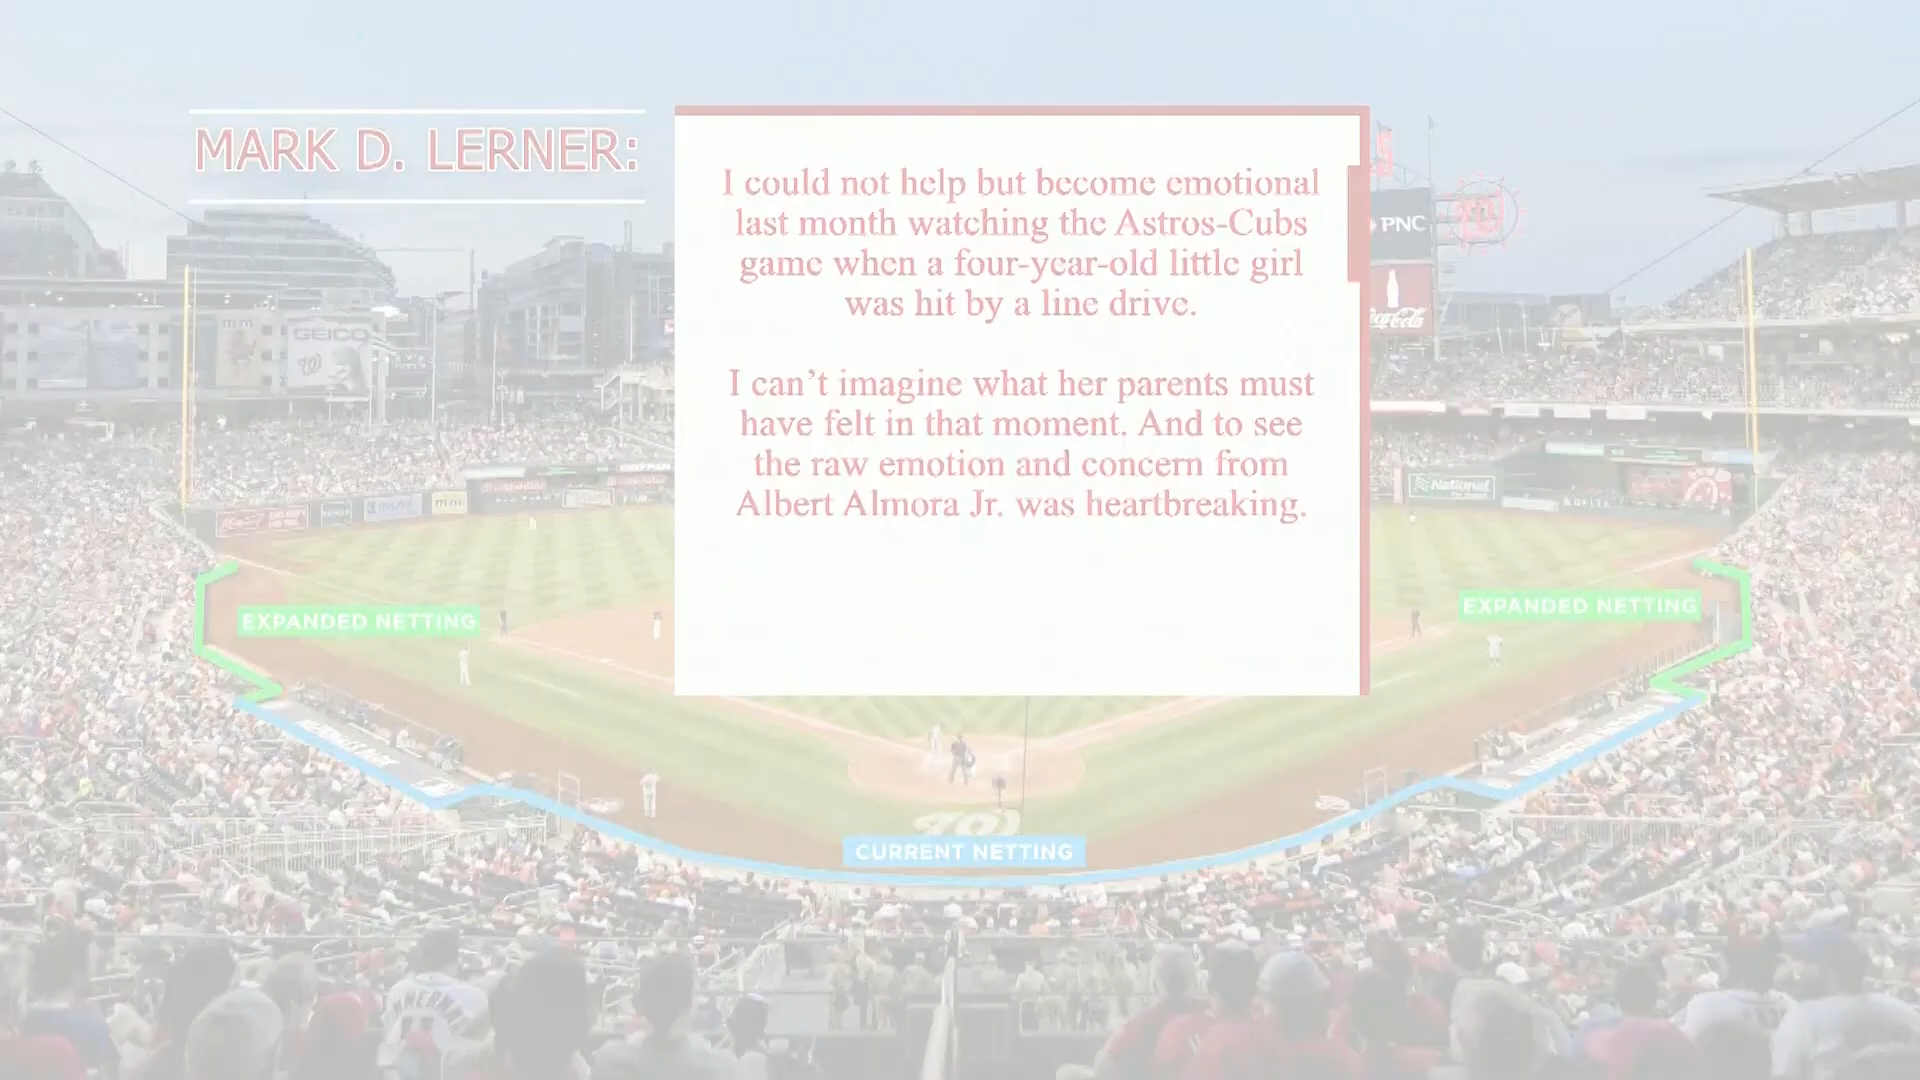 MARK D. LERNER:
I could not help but become emotional
last month watching the Astros-Cubs
game when a four-year-old little girl
was hit by a line drive.
I can’t imagine what her parents must
have felt in that moment. And to see
the raw emotion and concern from
Albert Almora Jr. was heartbreaking.
PNC
Coca-Cola
GEICO
National
EXPANDED NETTING
EXPANDED NETTING
CURRENT NETTING